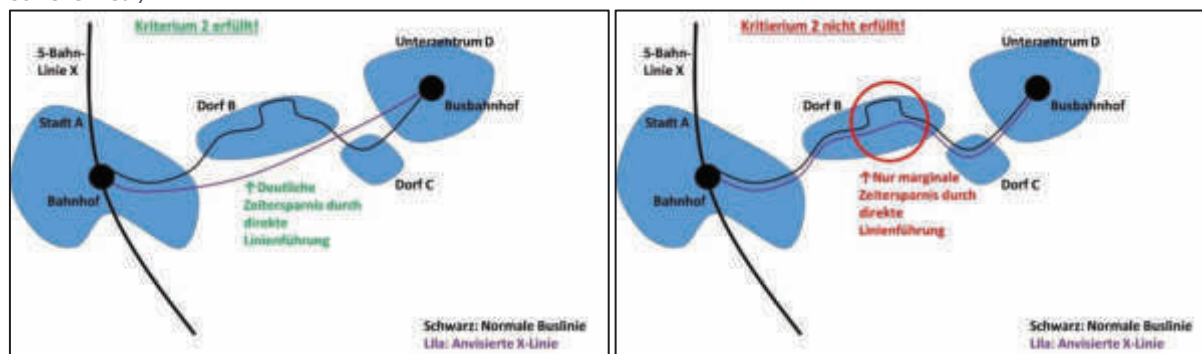 Kriterium 2 erfüllt!
S-Bahn-
Linie X
Unterzentrum D
Dorf B
Busbahnhof
Stadt A
Dorf C
Bahnhof
↑Deutliche
Zeitersparnis durch
direkte
Linienführung
Schwarz: Normale Buslinie
Lila: Anvisierte X-Linie
Kritierium 2 nicht erfüllt!
S-Bahn-
Linie X
Unterzentrum D
Dorf B
Busbahnhof
Stadt A
Dorf C
Bahnhof
↑Nur marginale
Zeitersparnis durch
direkte
Linienführung
Schwarz: Normale Buslinie
Lila: Anvisierte X-Linie